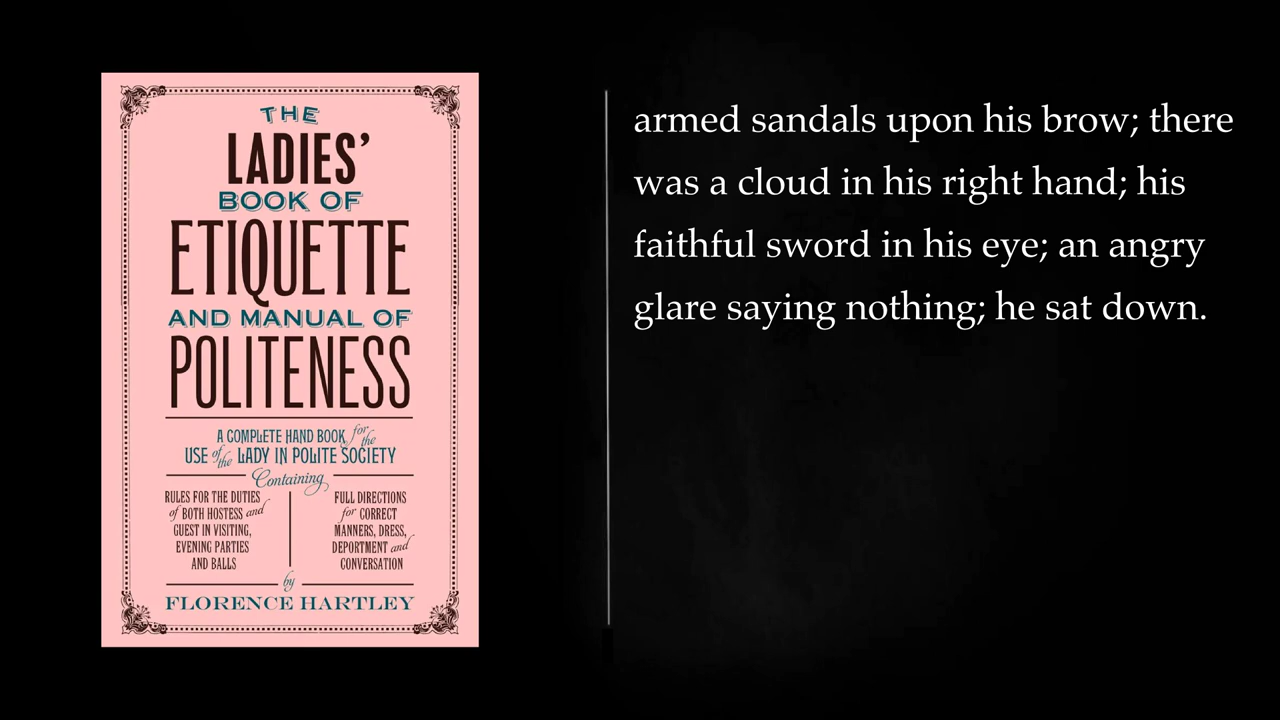 THE
LADIES'
BOOK OF
ETIQUETTE
AND MANUAL OF
POLITENESS
A COMPLETE HAND BOOK for the
USE of the LADY IN POLITE SOCIETY
Containing
RULES FOR THE DUTIES
of BOTH HOSTESS and
GUEST IN VISITING,
EVENING PARTIES
AND BALLS
FULL DIRECTIONS
for CORRECT
MANNERS, DRESS,
DEPORTMENT and
CONVERSATION
by
FLORENCE HARTLEY
armed sandals upon his brow; there
was a cloud in his right hand; his
faithful sword in his eye; an angry
glare saying nothing; he sat down.